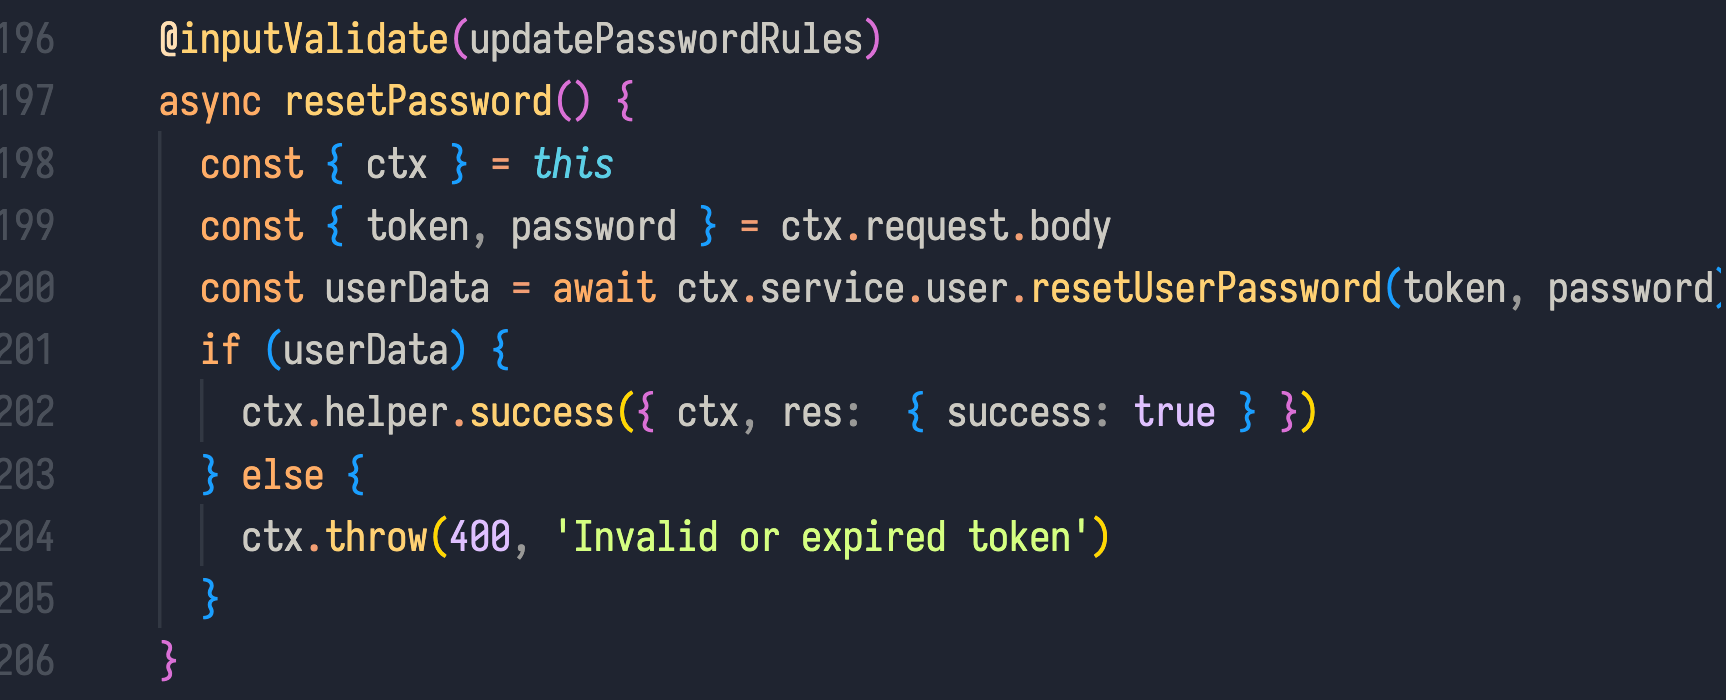 196 @inputValidate(updatePasswordRules)
197 async resetPassword() {
198 const { ctx } = this
199 const { token, password } = ctx.request.body
200 const userData = await ctx.service.user.resetUserPassword(token, password)
201 if (userData) {
202 ctx.helper.success({ ctx, res:  { success: true } })
203 } else {
204 ctx.throw(400, 'Invalid or expired token')
205 }
206 }